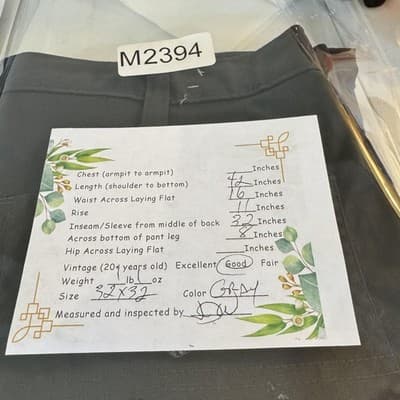 M2394
Chest (armpit to armpit) Inches
Length (shoulder to bottom) 42 Inches
Waist Across Laying Flat 16 Inches
Rise 11 Inches
Inseam/Sleeve from middle of back 32 Inches
Across bottom of pant leg 8 Inches
Hip Across Laying Flat Inches
Vintage (20+ years old) Excellent Good Fair
Weight 1 lb 1 oz
Size 32x32 Color GRAY
Measured and inspected by